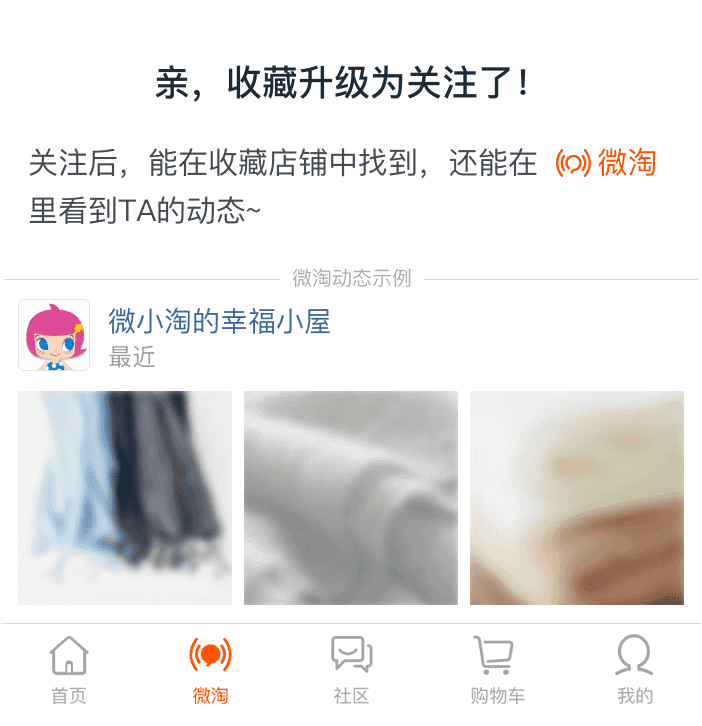 亲，收藏升级为关注了！
关注后，能在收藏店铺中找到，还能在 微淘
里看到TA的动态~
微淘动态示例
微小淘的幸福小屋
最近
首页
微淘
社区
购物车
我的